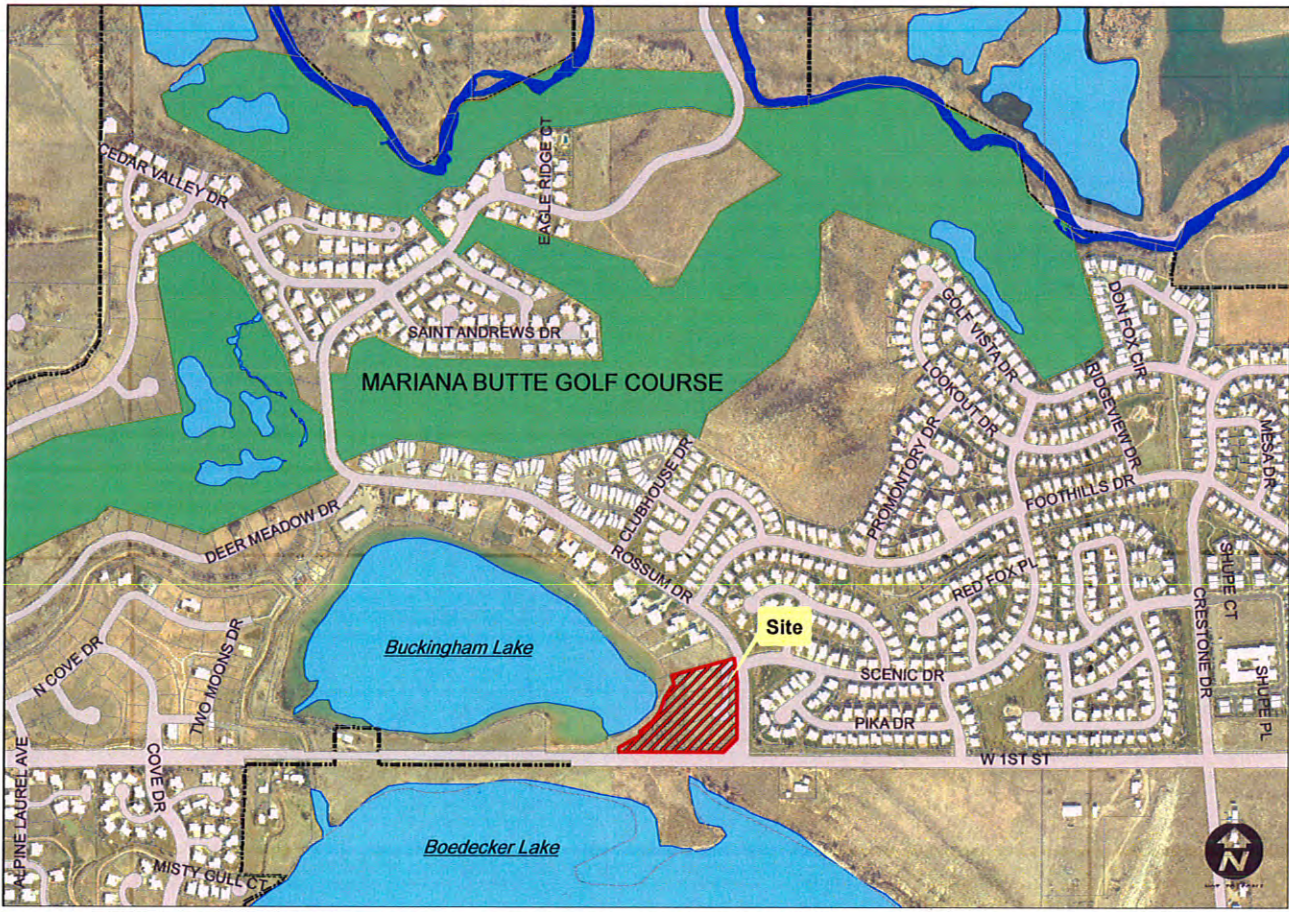 CEDAR VALLEY DR
EAGLE RIDGE CT
SAINT ANDREWS DR
MARIANA BUTTE GOLF COURSE
GOLF VISTA DR
DON FOX CIR
LOOKOUT DR
RIDGEVIEW DR
MESA DR
PROMONTORY DR
CLUBHOUSE DR
FOOTHILLS DR
DEER MEADOW DR
ROSSUM DR
RED FOX PL
SHUPE CT
CRESTONE DR
Site
Buckingham Lake
N COVE DR
TWO MOONS DR
SCENIC DR
SHUPE PL
PIKA DR
W 1ST ST
ALPINE LAUREL AVE
COVE DR
Boedecker Lake
MISTY GULL CT
N